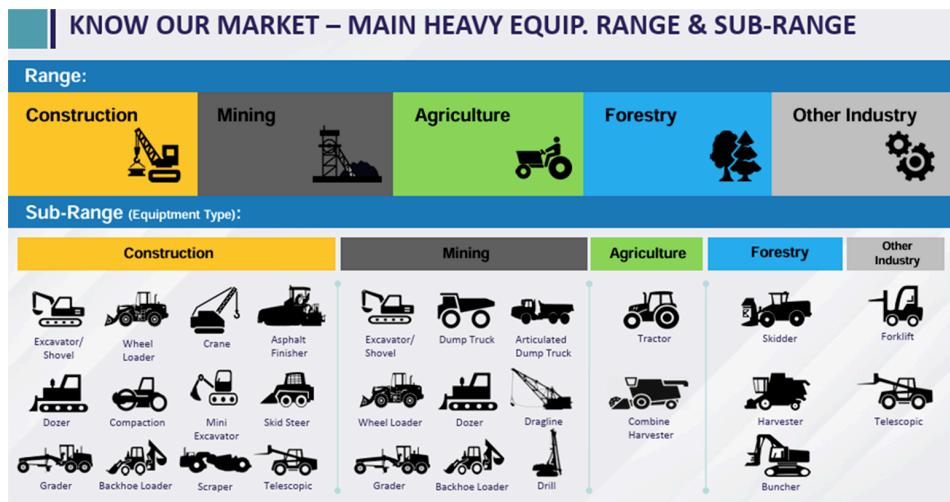 KNOW OUR MARKET – MAIN HEAVY EQUIP. RANGE & SUB-RANGE
Range:
Construction
Mining
Agriculture
Forestry
Other Industry
Sub-Range (Equiptment Type):
Construction
Mining
Agriculture
Forestry
Other
Industry
Excavator/
Shovel
Wheel
Loader
Crane
Asphalt
Finisher
Excavator/
Shovel
Dump Truck
Articulated
Dump Truck
Tractor
Skidder
Forklift
Dozer
Compaction
Mini
Excavator
Skid Steer
Wheel Loader
Dozer
Dragline
Combine
Harvester
Harvester
Telescopic
Grader
Backhoe Loader
Scraper
Telescopic
Grader
Backhoe Loader
Drill
Buncher